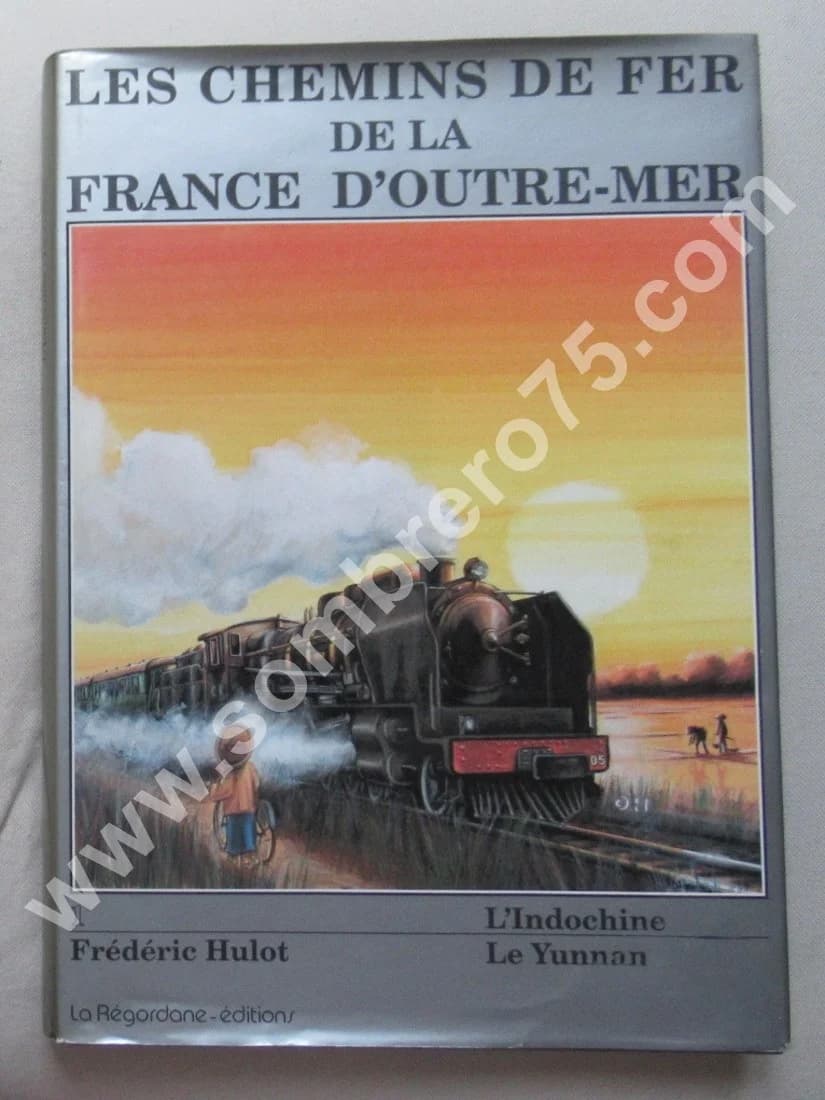 LES CHEMINS DE FER
DE LA
FRANCE D'OUTRE-MER
05
1
L'Indochine
Frédéric Hulot
Le Yunnan
La Régordane-éditions
www.sombrero75.com